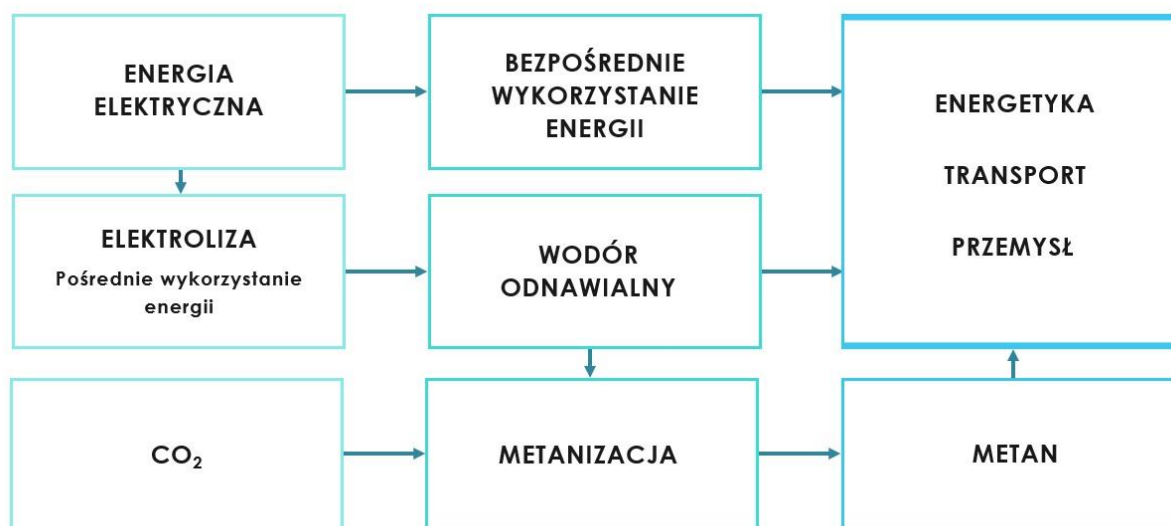 ENERGIA
ELEKTRYCZNA
BEZPOŚREDNIE
WYKORZYSTANIE
ENERGII
ENERGETYKA
TRANSPORT
PRZEMYSŁ
ELEKTROLIZA
Pośrednie wykorzystanie
energii
WODÓR
ODNAWIALNY
CO₂
METANIZACJA
METAN